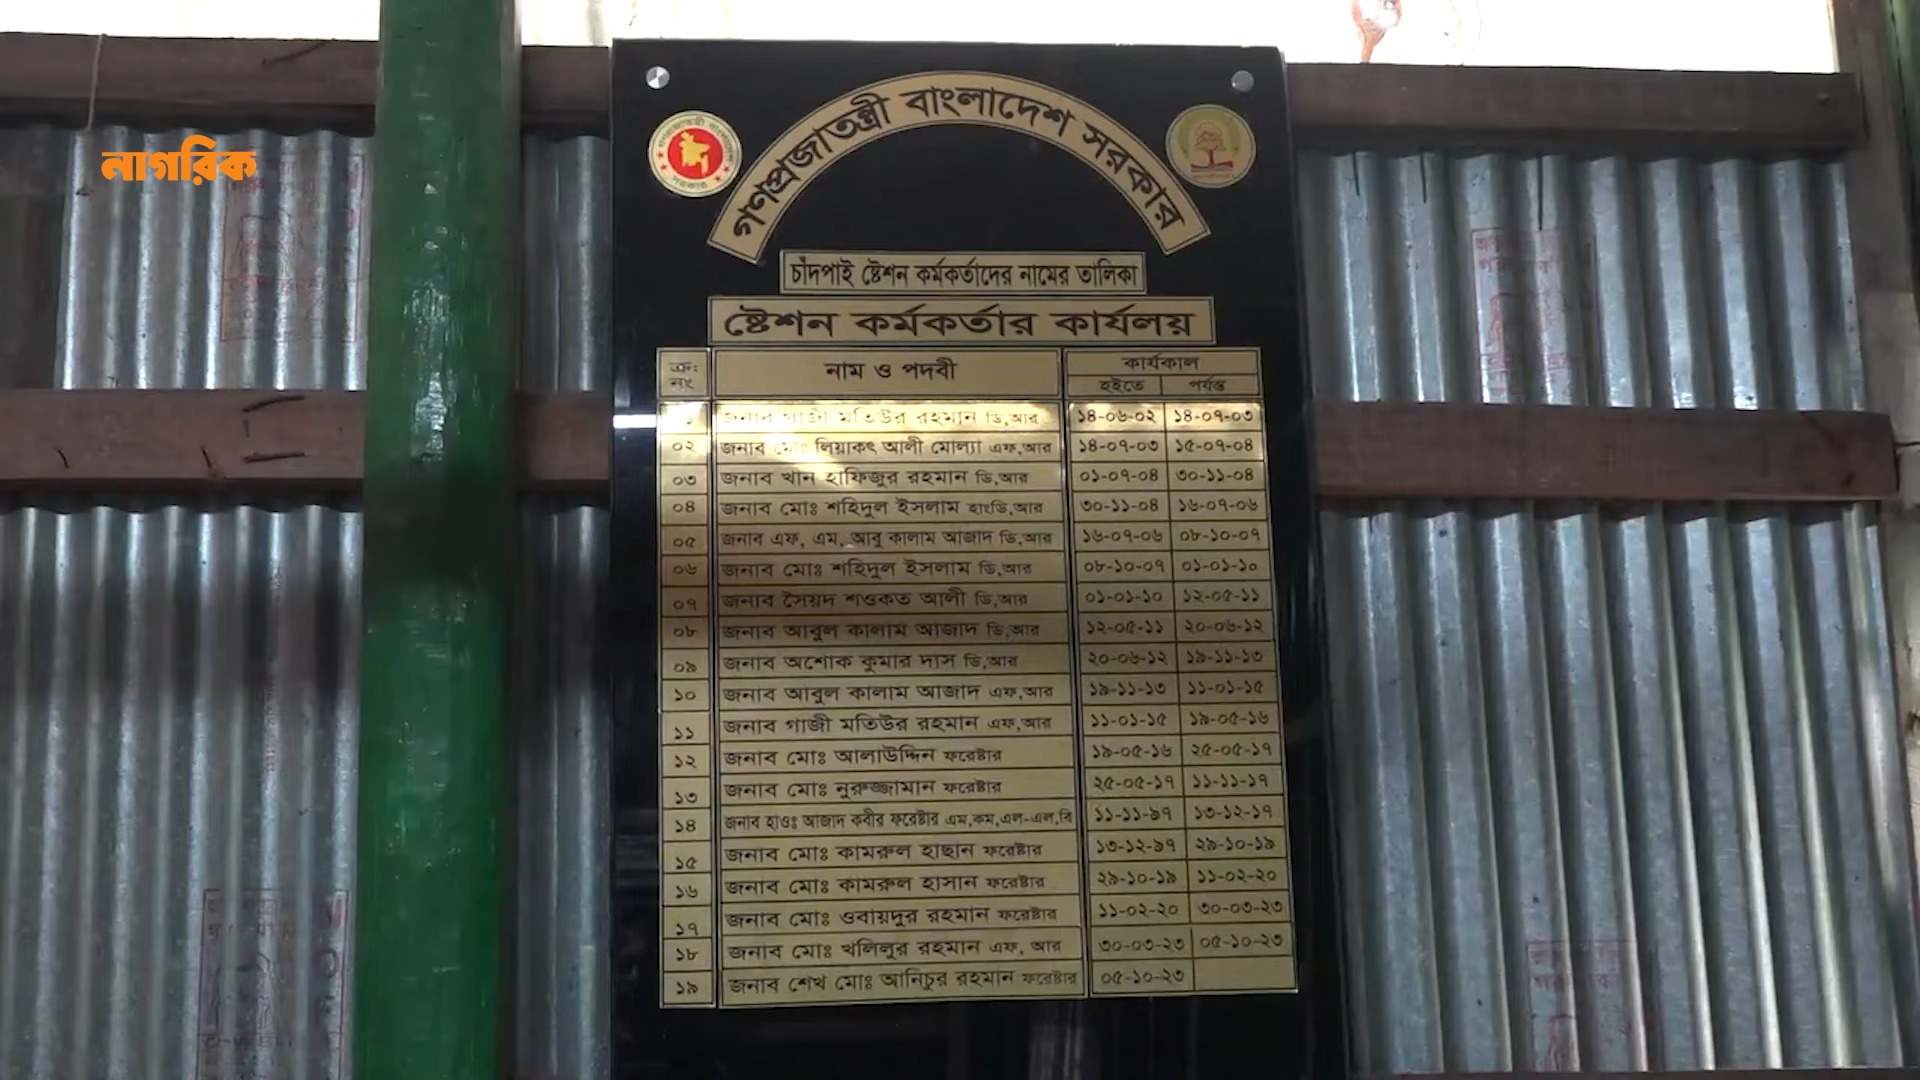 নাগরিক
গণপ্রজাতন্ত্রী বাংলাদেশ সরকার
চাঁদপাই ষ্টেশন কর্মকর্তাদের নামের তালিকা
ষ্টেশন কর্মকর্তার কার্যলয়
ক্রঃ নং নাম ও পদবী কার্যকাল
হইতে পর্যন্ত
১ জনাব গাজী মতিউর রহমান ডি,আর ১৪-০৬-০২ ১৪-০৭-০৩
০২ জনাব মোঃ লিয়াকৎ আলী মোল্যা এফ,আর ১৪-০৭-০৩ ১৫-০৭-০৪
০৩ জনাব খান হাফিজুর রহমান ডি,আর ০১-০৭-০৪ ৩০-১১-০৪
০৪ জনাব মোঃ শহিদুল ইসলাম হাংডি,আর ৩০-১১-০৪ ১৬-০৭-০৬
০৫ জনাব এফ, এম, আবু কালাম আজাদ ডি,আর ১৬-০৭-০৬ ০৮-১০-০৭
০৬ জনাব মোঃ শহিদুল ইসলাম ডি,আর ০৮-১০-০৭ ০১-০১-১০
০৭ জনাব সৈয়দ শওকত আলী ডি,আর ০১-০১-১০ ১২-০৫-১১
০৮ জনাব আবুল কালাম আজাদ ডি,আর ১২-০৫-১১ ২০-০৬-১২
০৯ জনাব অশোক কুমার দাস ডি,আর ২০-০৬-১২ ১৯-১১-১৩
১০ জনাব আবুল কালাম আজাদ এফ,আর ১৯-১১-১৩ ১১-০১-১৫
১১ জনাব গাজী মতিউর রহমান এফ,আর ১১-০১-১৫ ১৯-০৫-১৬
১২ জনাব মোঃ আলাউদ্দিন ফরেষ্টার ১৯-০৫-১৬ ২৫-০৫-১৭
১৩ জনাব মোঃ নুরুজ্জামান ফরেষ্টার ২৫-০৫-১৭ ১১-১১-১৭
১৪ জনাব হাওঃ আজাদ কবীর ফরেষ্টার এম,কম,এল-এল,বি ১১-১১-৯৭ ১৩-১২-১৭
১৫ জনাব মোঃ কামরুল হাছান ফরেষ্টার ১৩-১২-৯৭ ২৯-১০-১৯
১৬ জনাব মোঃ কামরুল হাসান ফরেষ্টার ২৯-১০-১৯ ১১-০২-২০
১৭ জনাব মোঃ ওবায়দুর রহমান ফরেষ্টার ১১-০২-২০ ৩০-০৩-২৩
১৮ জনাব মোঃ খলিলুর রহমান এফ, আর ৩০-০৩-২৩ ০৫-১০-২৩
১৯ জনাব শেখ মোঃ আনিচুর রহমান ফরেষ্টার ০৫-১০-২৩